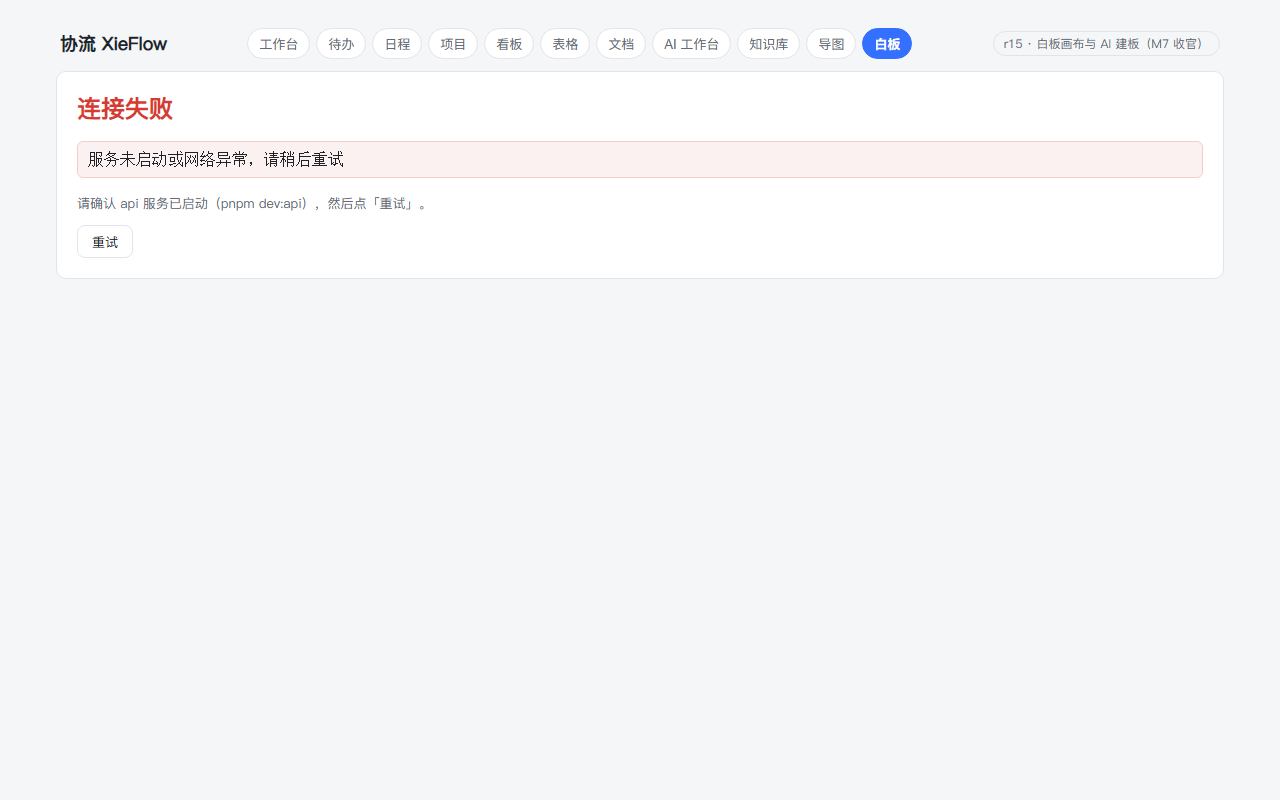 协流 XieFlow
工作台 待办 日程 项目 看板 表格 文档 AI 工作台 知识库 导图 白板
r15 · 白板画布与 AI 建板（M7 收官）
连接失败
服务未启动或网络异常，请稍后重试
请确认 api 服务已启动（pnpm dev:api），然后点「重试」。
重试